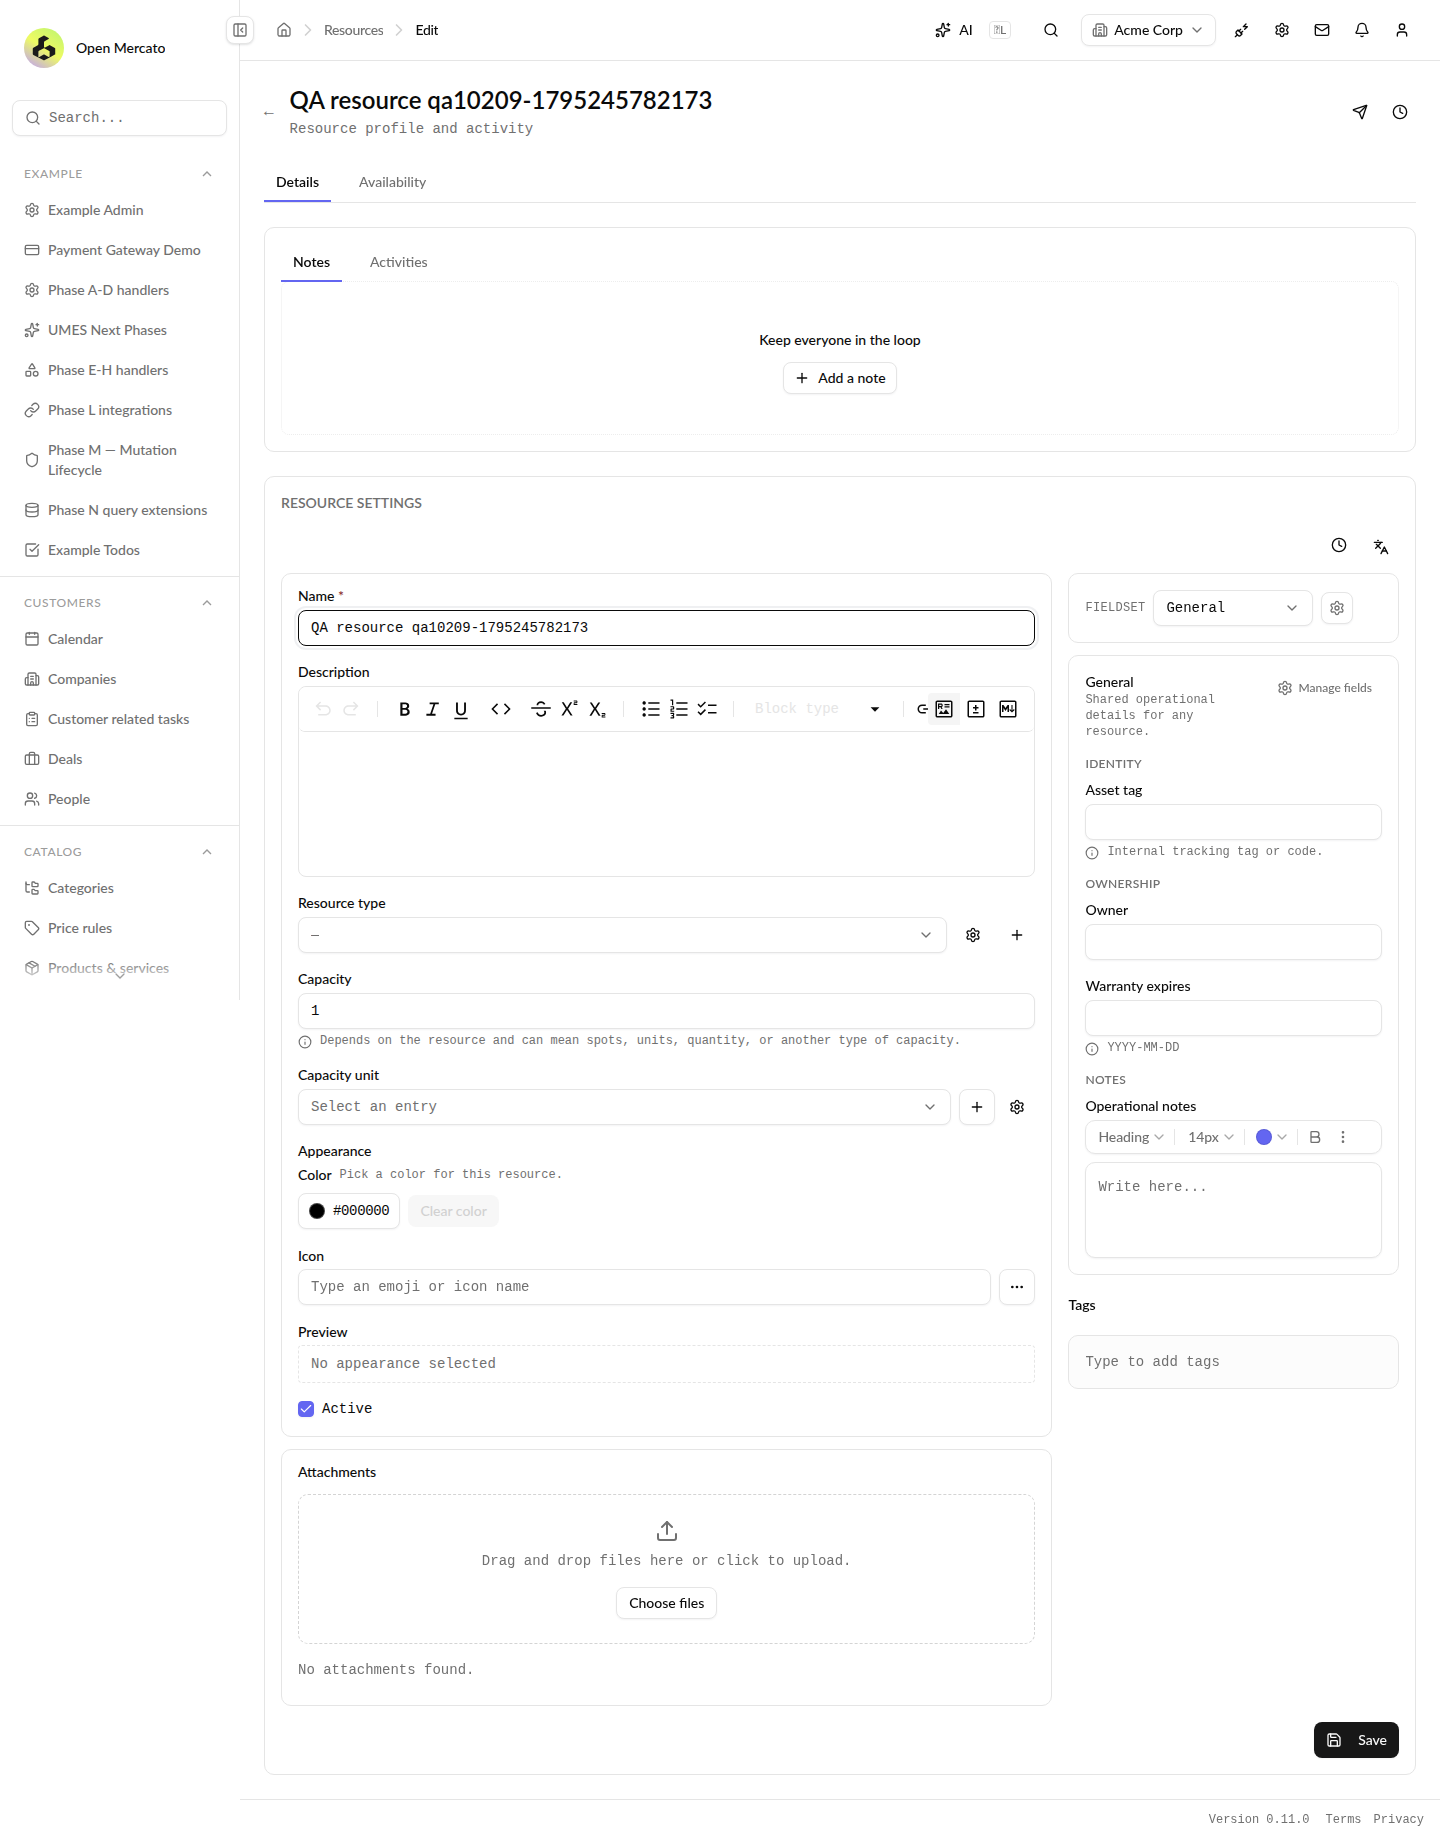 Open Mercato
Search...
EXAMPLE
Example Admin
Payment Gateway Demo
Phase A-D handlers
UMES Next Phases
Phase E-H handlers
Phase L integrations
Phase M — Mutation
Lifecycle
Phase N query extensions
Example Todos
CUSTOMERS
Calendar
Companies
Customer related tasks
Deals
People
CATALOG
Categories
Price rules
Products & services
Resources
Edit
AI
L
Acme Corp
← QA resource qa10209-1795245782173
Resource profile and activity
Details
Availability
Notes
Activities
Keep everyone in the loop
Add a note
RESOURCE SETTINGS
Name *
QA resource qa10209-1795245782173
Description
Block type
Resource type
—
Capacity
1
Depends on the resource and can mean spots, units, quantity, or another type of capacity.
Capacity unit
Select an entry
Appearance
Color Pick a color for this resource.
#000000
Clear color
Icon
Type an emoji or icon name
Preview
No appearance selected
Active
Attachments
Drag and drop files here or click to upload.
Choose files
No attachments found.
FIELDSET
General
General
Manage fields
Shared operational
details for any
resource.
IDENTITY
Asset tag
Internal tracking tag or code.
OWNERSHIP
Owner
Warranty expires
YYYY-MM-DD
NOTES
Operational notes
Heading
14px
Write here...
Tags
Type to add tags
Save
Version 0.11.0
Terms
Privacy